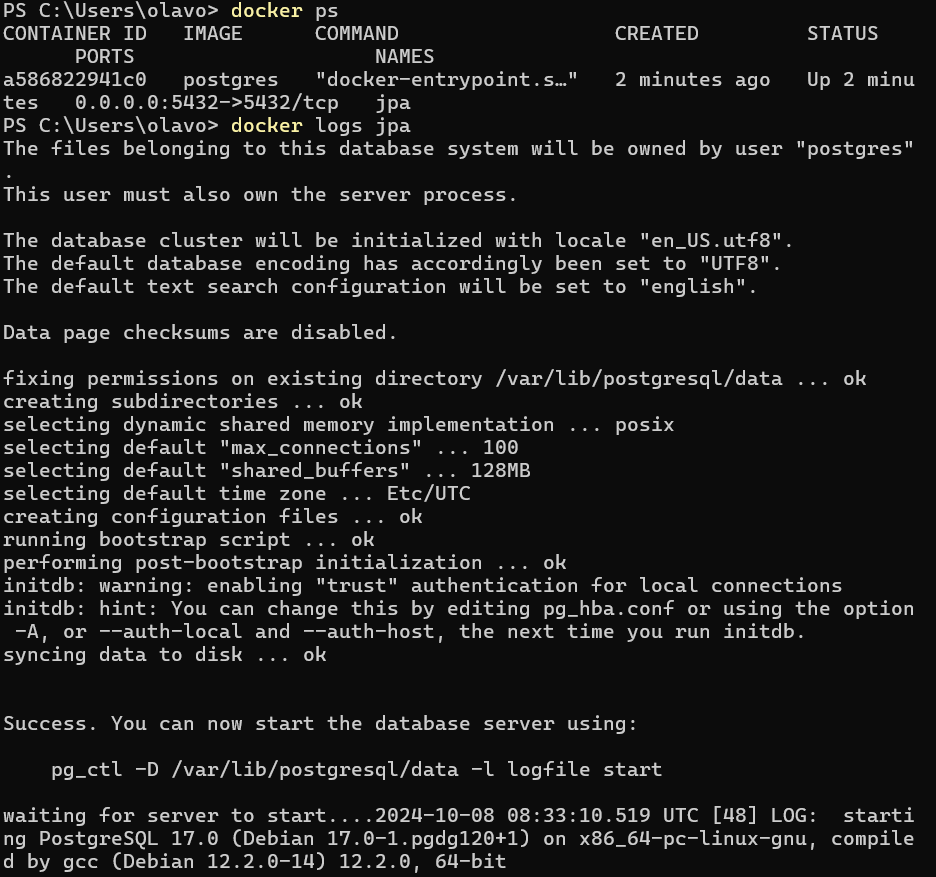 PS C:\Users\olavo> docker ps
CONTAINER ID   IMAGE      COMMAND                  CREATED         STATUS
      PORTS                    NAMES
a586822941c0   postgres   "docker-entrypoint.s…"   2 minutes ago   Up 2 minu
tes   0.0.0.0:5432->5432/tcp   jpa
PS C:\Users\olavo> docker logs jpa
The files belonging to this database system will be owned by user "postgres"
.
This user must also own the server process.

The database cluster will be initialized with locale "en_US.utf8".
The default database encoding has accordingly been set to "UTF8".
The default text search configuration will be set to "english".

Data page checksums are disabled.

fixing permissions on existing directory /var/lib/postgresql/data ... ok
creating subdirectories ... ok
selecting dynamic shared memory implementation ... posix
selecting default "max_connections" ... 100
selecting default "shared_buffers" ... 128MB
selecting default time zone ... Etc/UTC
creating configuration files ... ok
running bootstrap script ... ok
performing post-bootstrap initialization ... ok
initdb: warning: enabling "trust" authentication for local connections
initdb: hint: You can change this by editing pg_hba.conf or using the option
 -A, or --auth-local and --auth-host, the next time you run initdb.
syncing data to disk ... ok


Success. You can now start the database server using:

    pg_ctl -D /var/lib/postgresql/data -l logfile start

waiting for server to start....2024-10-08 08:33:10.519 UTC [48] LOG:  starti
ng PostgreSQL 17.0 (Debian 17.0-1.pgdg120+1) on x86_64-pc-linux-gnu, compile
d by gcc (Debian 12.2.0-14) 12.2.0, 64-bit